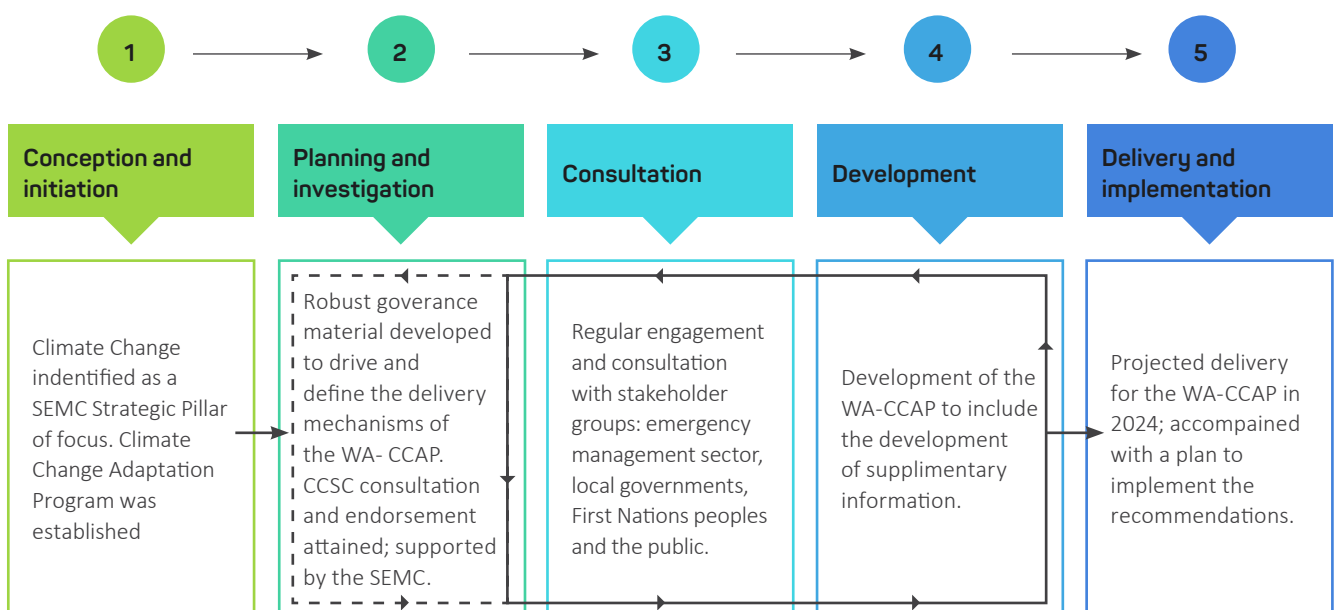 1
2
3
4
5
Conception and
initiation
Planning and
investigation
Consultation
Development
Delivery and
implementation
Climate Change
indentified as a
SEMC Strategic Pillar
of focus. Climate
Change Adaptation
Program was
established
Robust goverance
material developed
to drive and
define the delivery
mechanisms of
the WA- CCAP.
CCSC consultation
and endorsement
attained; supported
by the SEMC.
Regular engagement
and consultation
with stakeholder
groups: emergency
management sector,
local governments,
First Nations peoples
and the public.
Development of the
WA-CCAP to include
the development
of supplimentary
information.
Projected delivery
for the WA-CCAP in
2024; accompained
with a plan to
implement the
recommendations.